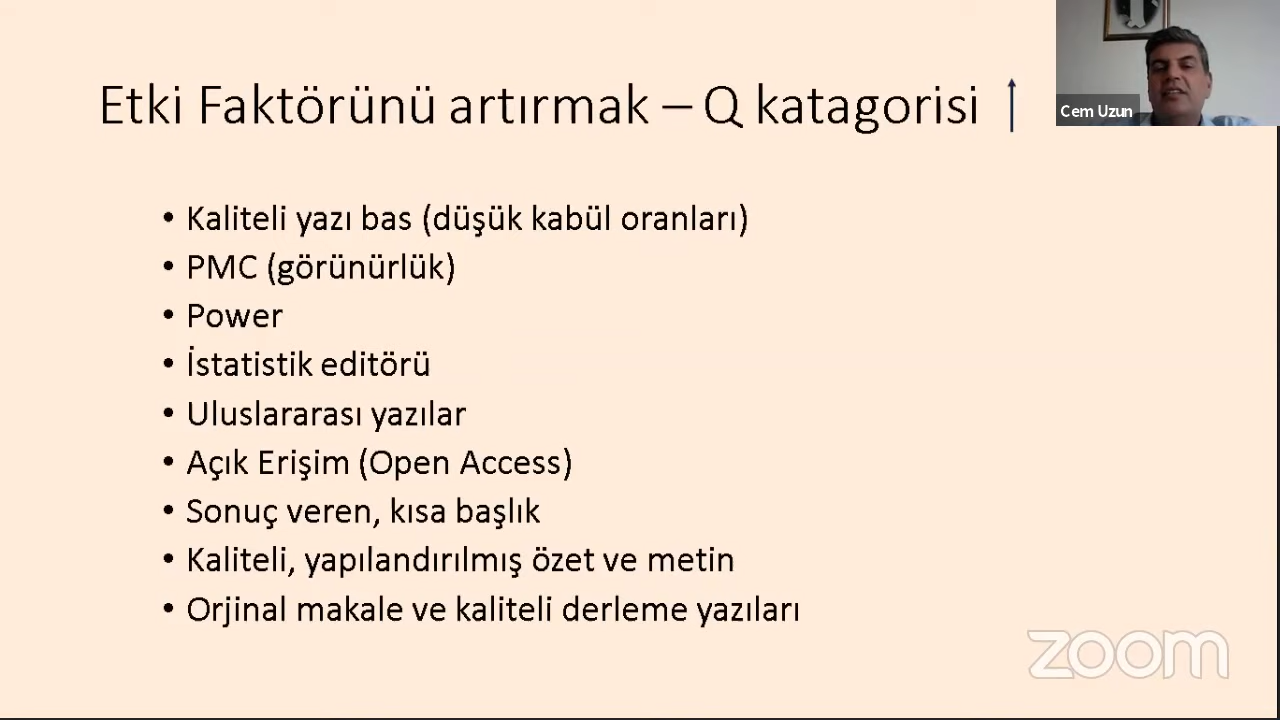 Etki Faktörünü artırmak – Q katagorisi
Cem Uzun
• Kaliteli yazı bas (düşük kabül oranları)
• PMC (görünürlük)
• Power
• İstatistik editörü
• Uluslararası yazılar
• Açık Erişim (Open Access)
• Sonuç veren, kısa başlık
• Kaliteli, yapılandırılmış özet ve metin
• Orjinal makale ve kaliteli derleme yazıları
zoom